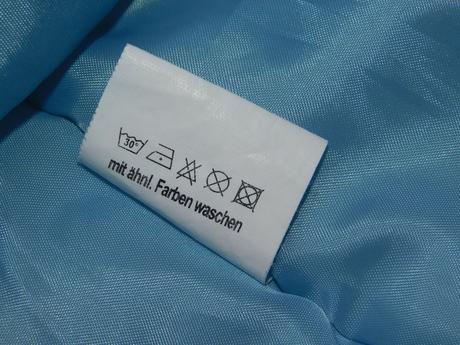 30°
mit ähnl. Farben waschen